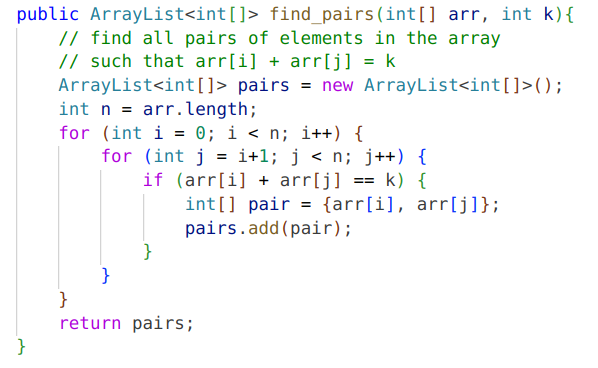 public ArrayList<int[]> find_pairs(int[] arr, int k){
    // find all pairs of elements in the array
    // such that arr[i] + arr[j] = k
    ArrayList<int[]> pairs = new ArrayList<int[]>();
    int n = arr.length;
    for (int i = 0; i < n; i++) {
        for (int j = i+1; j < n; j++) {
            if (arr[i] + arr[j] == k) {
                int[] pair = {arr[i], arr[j]};
                pairs.add(pair);
            }
        }
    }
    return pairs;
}